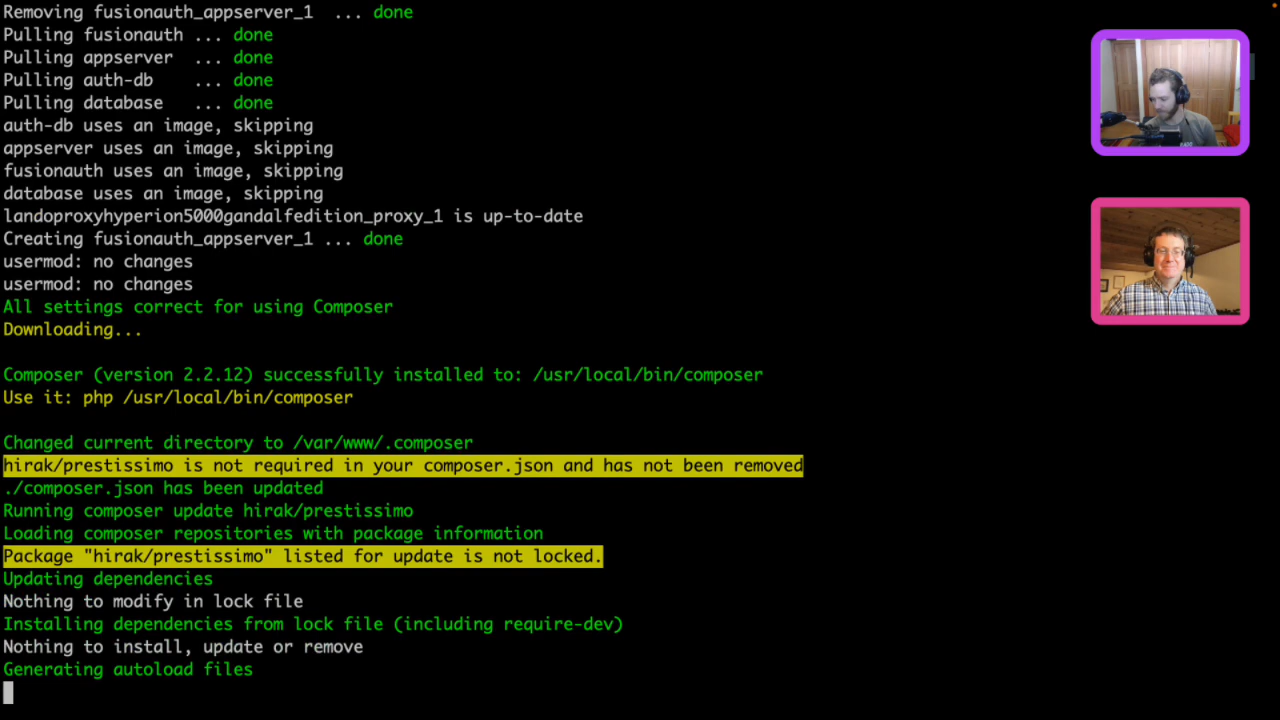 Removing fusionauth_appserver_1  ... done
Pulling fusionauth ... done
Pulling appserver  ... done
Pulling auth-db    ... done
Pulling database   ... done
auth-db uses an image, skipping
appserver uses an image, skipping
fusionauth uses an image, skipping
database uses an image, skipping
landoproxyhyperion5000gandalfedition_proxy_1 is up-to-date
Creating fusionauth_appserver_1 ... done
usermod: no changes
usermod: no changes
All settings correct for using Composer
Downloading...
Composer (version 2.2.12) successfully installed to: /usr/local/bin/composer
Use it: php /usr/local/bin/composer
Changed current directory to /var/www/.composer
hirak/prestissimo is not required in your composer.json and has not been removed
./composer.json has been updated
Running composer update hirak/prestissimo
Loading composer repositories with package information
Package "hirak/prestissimo" listed for update is not locked.
Updating dependencies
Nothing to modify in lock file
Installing dependencies from lock file (including require-dev)
Nothing to install, update or remove
Generating autoload files